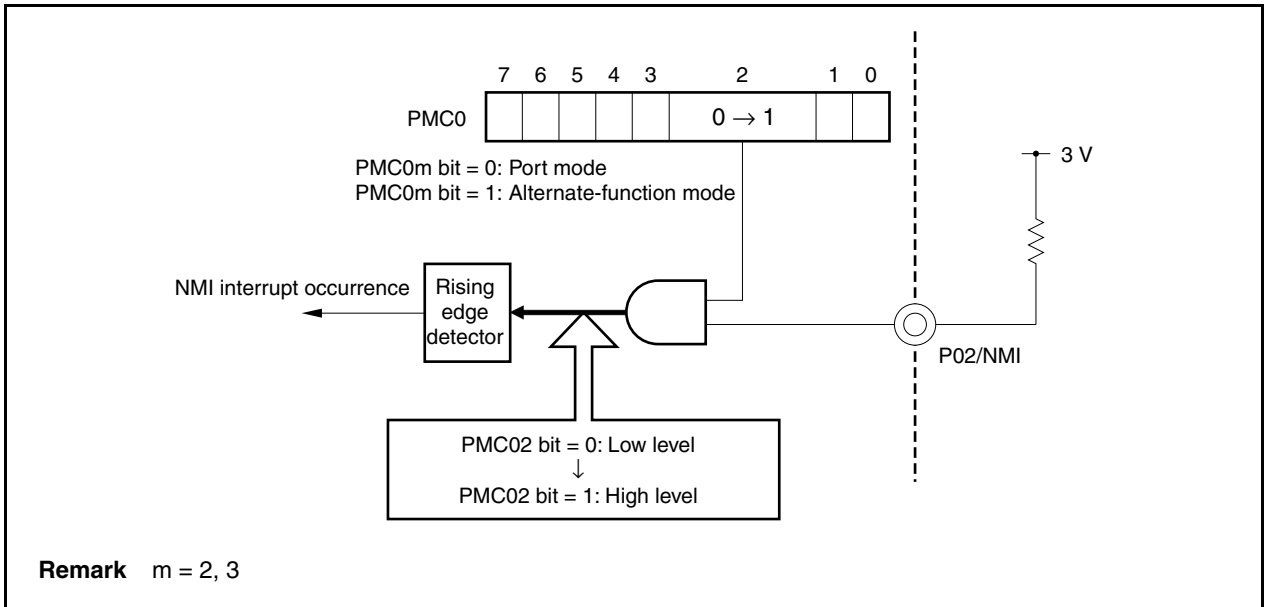 7 6 5 4 3 2 1 0
PMC0 0 → 1
3 V
PMC0m bit = 0: Port mode
PMC0m bit = 1: Alternate-function mode
NMI interrupt occurrence
Rising
edge
detector
P02/NMI
PMC02 bit = 0: Low level
↓
PMC02 bit = 1: High level
Remark m = 2, 3